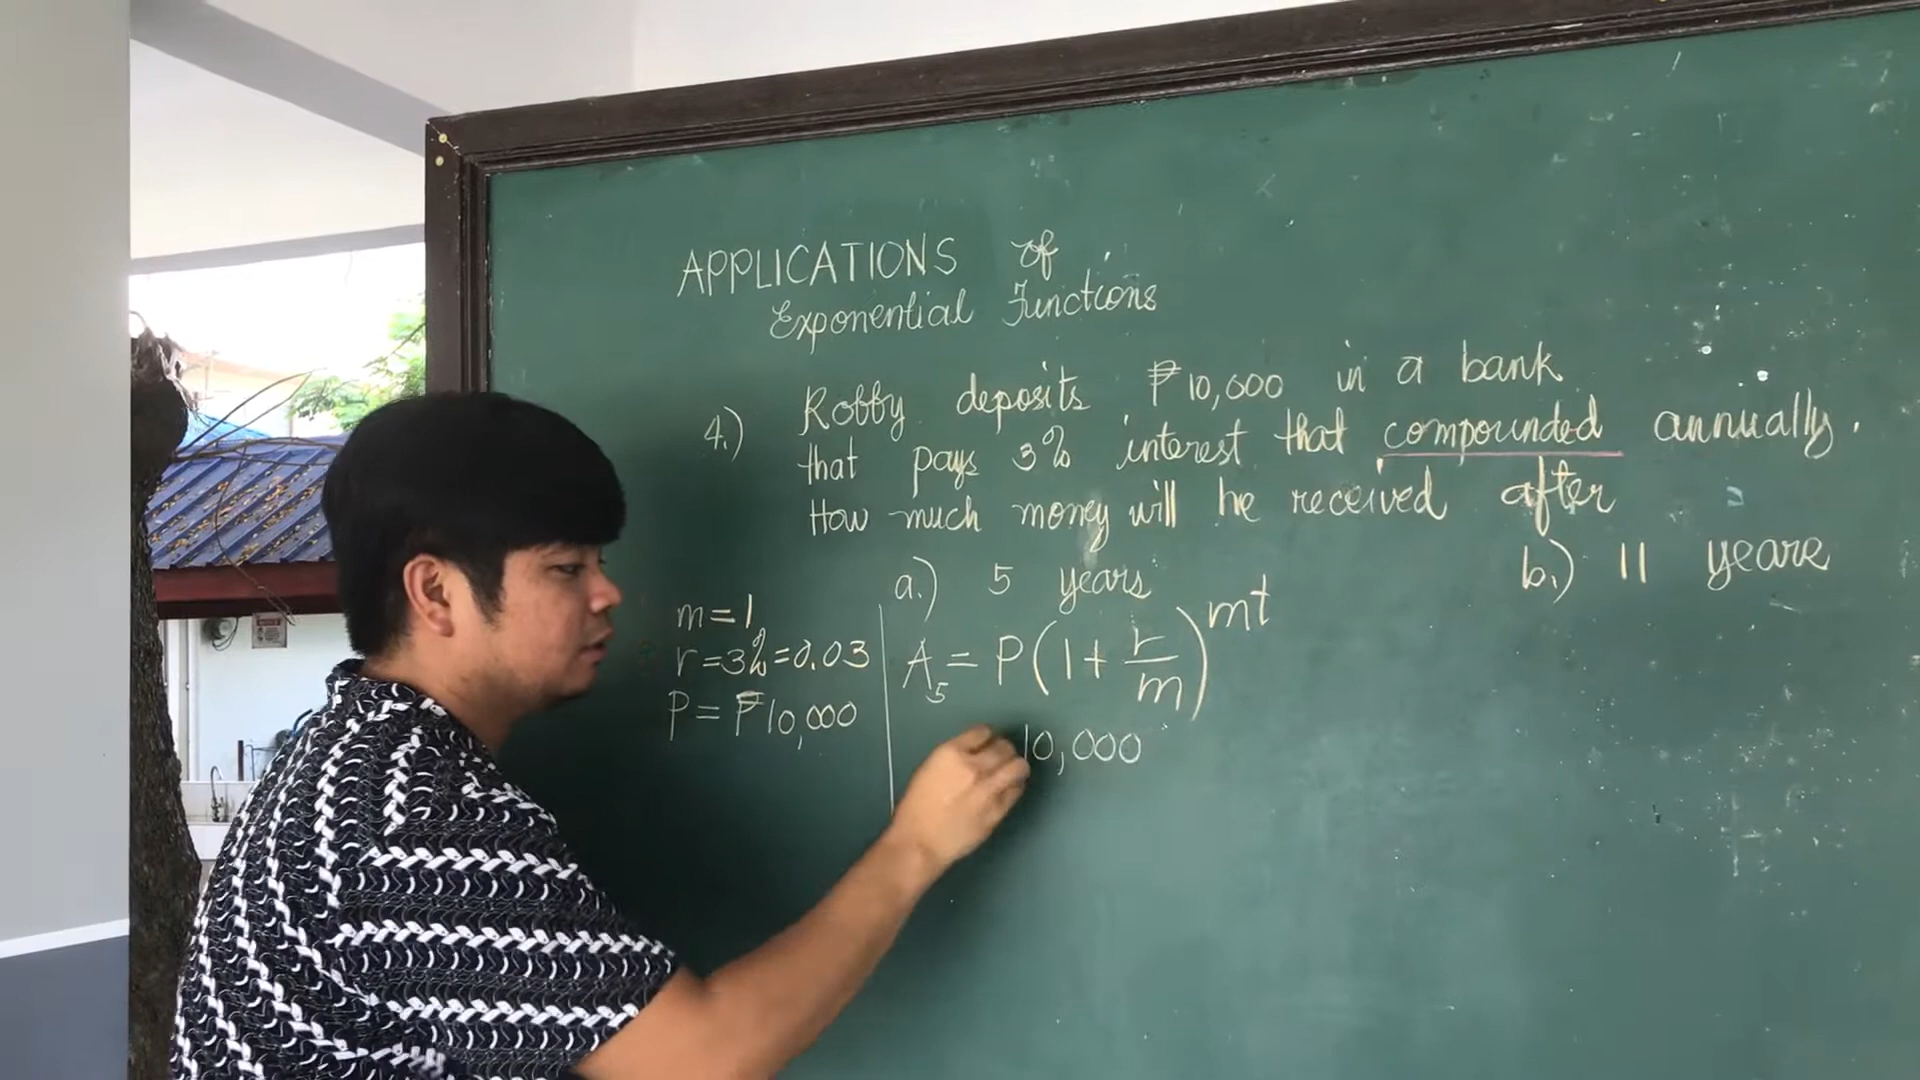 APPLICATIONS of
Exponential Functions
4.) Robby deposits ₱10,000 in a bank
that pays 3% interest that compounded annually.
How much money will he received after
a.) 5 years
b.) 11 years
m=1
r=3%=0.03
P=₱10,000
A₅=P(1+r/m)^mt
10,000